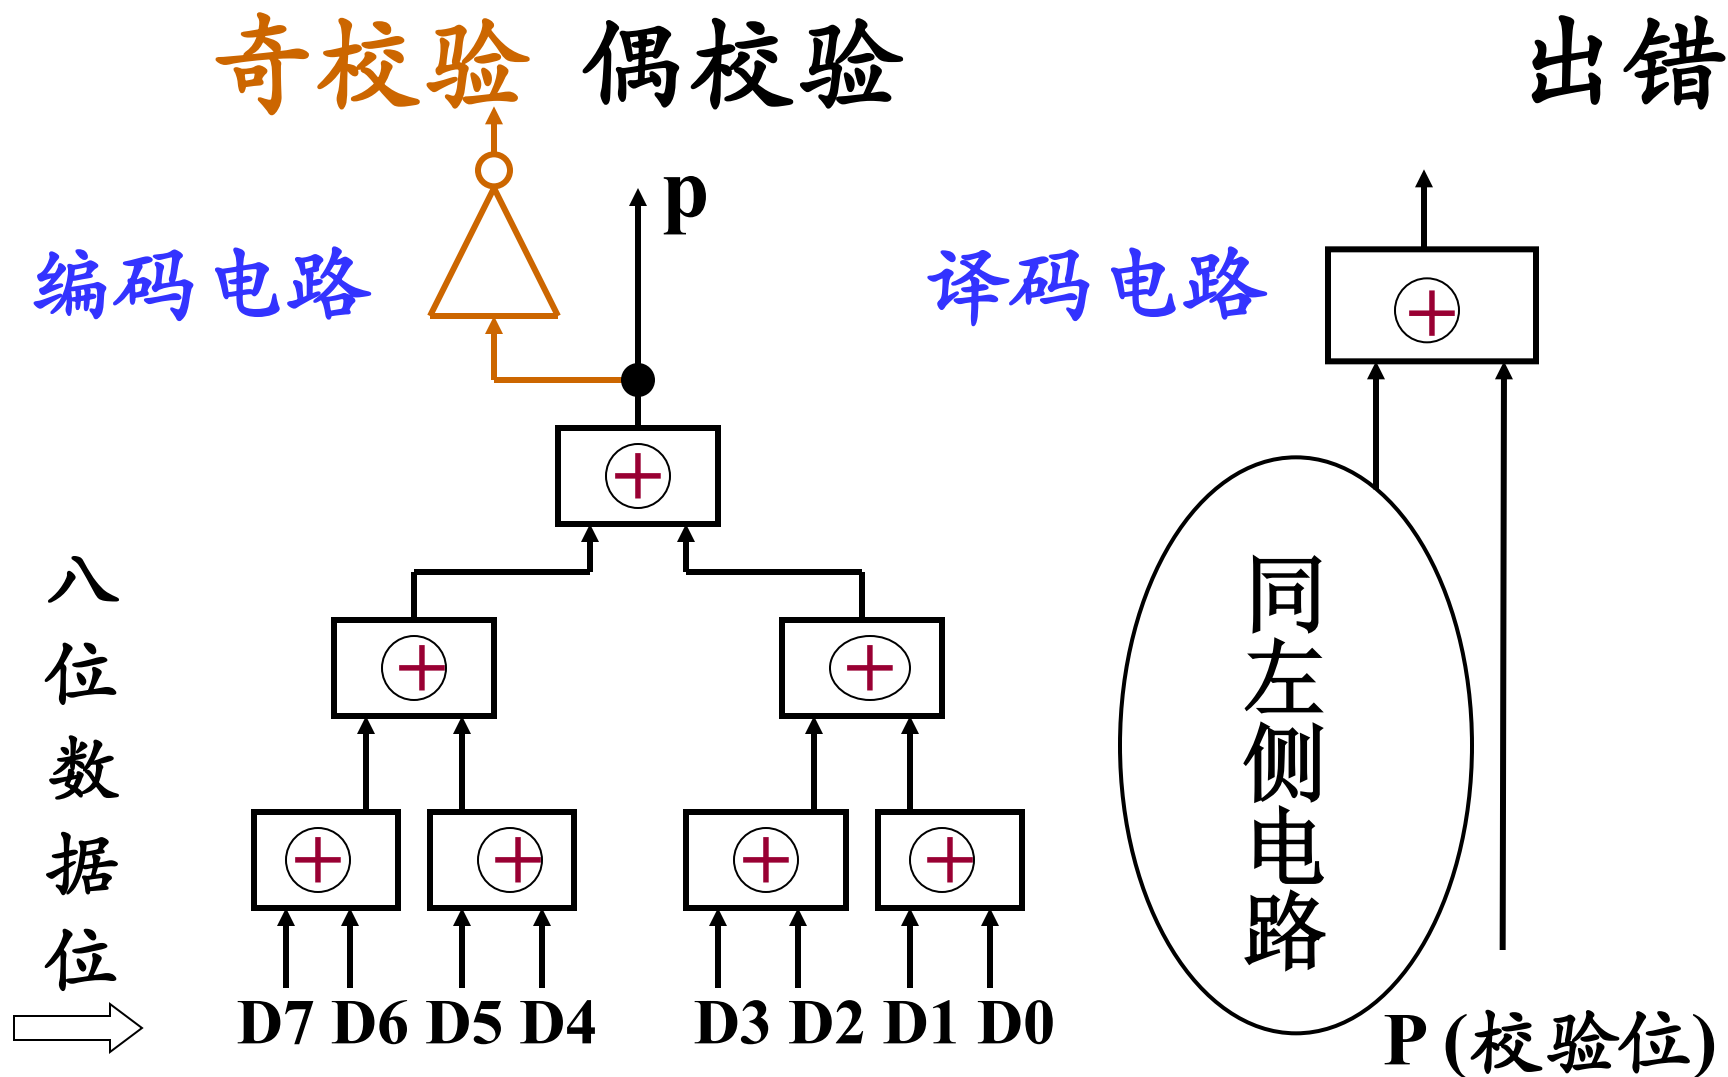 奇校验 偶校验 出错
p
编码电路 译码电路
八位数据位
同左侧电路
D7 D6 D5 D4 D3 D2 D1 D0
P (校验位)